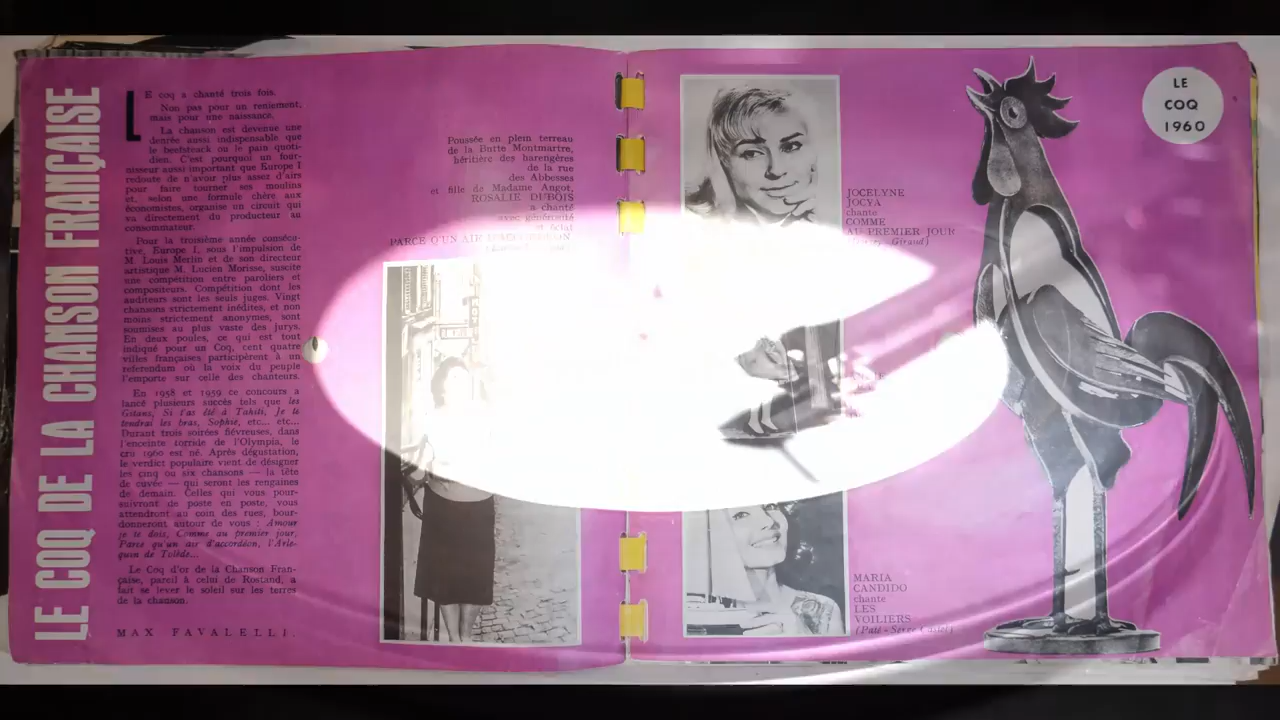 LE COQ DE LA CHANSON FRANÇAISE
LE coq a chanté trois fois.
Non pas pour un reniement,
mais pour une naissance.
La chanson est devenue une
denrée aussi indispensable que
le beefsteack ou le pain quoti-
dien. C'est pourquoi un four-
nisseur aussi important que Europe 1
redoute de n'avoir plus assez d'airs
pour faire tourner ses moulins
et, selon une formule chère aux
économistes, organise un circuit qui
va directement du producteur au
consommateur.
Pour la troisième année consécu-
tive, Europe 1, sous l'impulsion de
M. Louis Merlin et de son directeur
artistique M. Lucien Morisse, suscite
une compétition entre paroliers et
compositeurs. Compétition dont les
auditeurs sont les seuls juges. Vingt
chansons strictement inédites, et non
moins strictement anonymes, sont
soumises au plus vaste des jurys.
En deux poules, ce qui est tout
indiqué pour un Coq, cent quatre
villes françaises participèrent à un
referendum où la voix du peuple
l'emporte sur celle des chanteurs.
En 1958 et 1959 ce concours a
lancé plusieurs succès tels que les
Gitans, Si t'as été à Tahiti, Je te
tendrai les bras, Sophie, etc... etc...
Durant trois soirées fiévreuses, dans
l'enceinte torride de l'Olympia, le
cru 1960 est né. Après dégustation,
le verdict populaire vient de désigner
les cinq ou six chansons — la tête
de cuvée — qui seront les rengaines
de demain. Celles qui vous pour-
suivront de poste en poste, vous
attendront au coin des rues, bour-
donneront autour de vous : Amour
je te dois, Comme au premier jour,
Parce qu'un air d'accordéon, l'Arle-
quin de Tolède...
Le Coq d'or de la Chanson Fran-
çaise, pareil à celui de Rostand, a
fait se lever le soleil sur les terres
de la chanson.
MAX FAVALELLI.
Poussée en plein terreau
de la Butte Montmartre,
héritière des harengères
de la rue
des Abbesses
et fille de Madame Angot,
ROSALIE DUBOIS
a chanté
avec générosité
et éclat
PARCE QU'UN AIR D'ACCORDÉON
JOCELYNE
JOCYA
chante
COMME
AU PREMIER JOUR
Giraud)
MARIA
CANDIDO
chante
LES
VOILIERS
(Patt - Serge Castel)
LE
COQ
1960